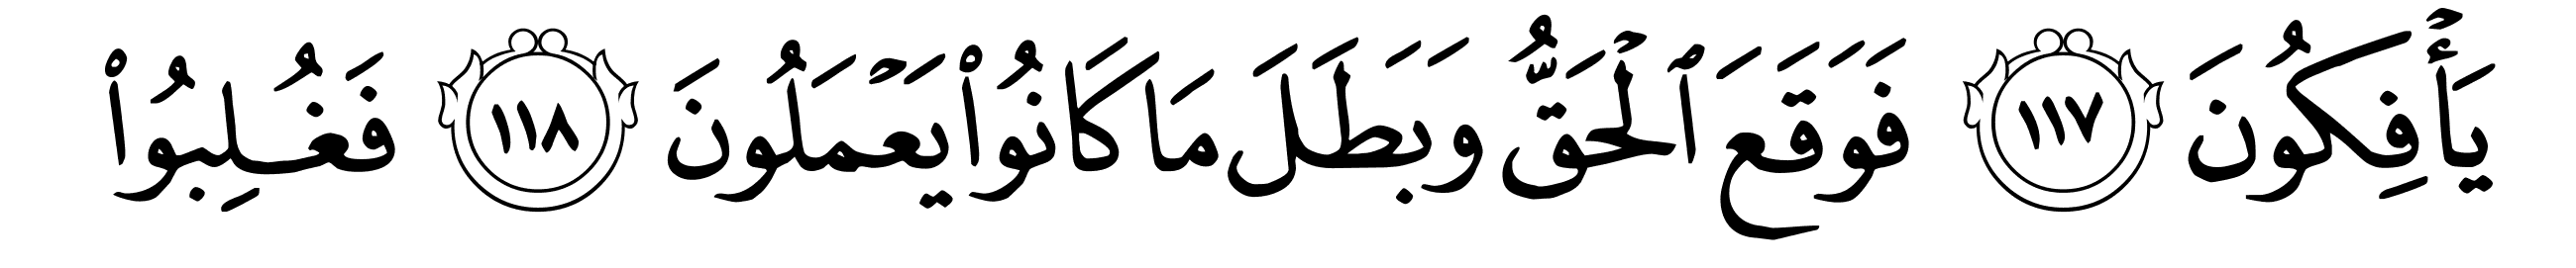 يَأۡفِكُونَ ١١٧ فَوَقَعَ ٱلۡحَقُّ وَبَطَلَ مَا كَانُواْ يَعۡمَلُونَ ١١٨ فَغُلِبُواْ